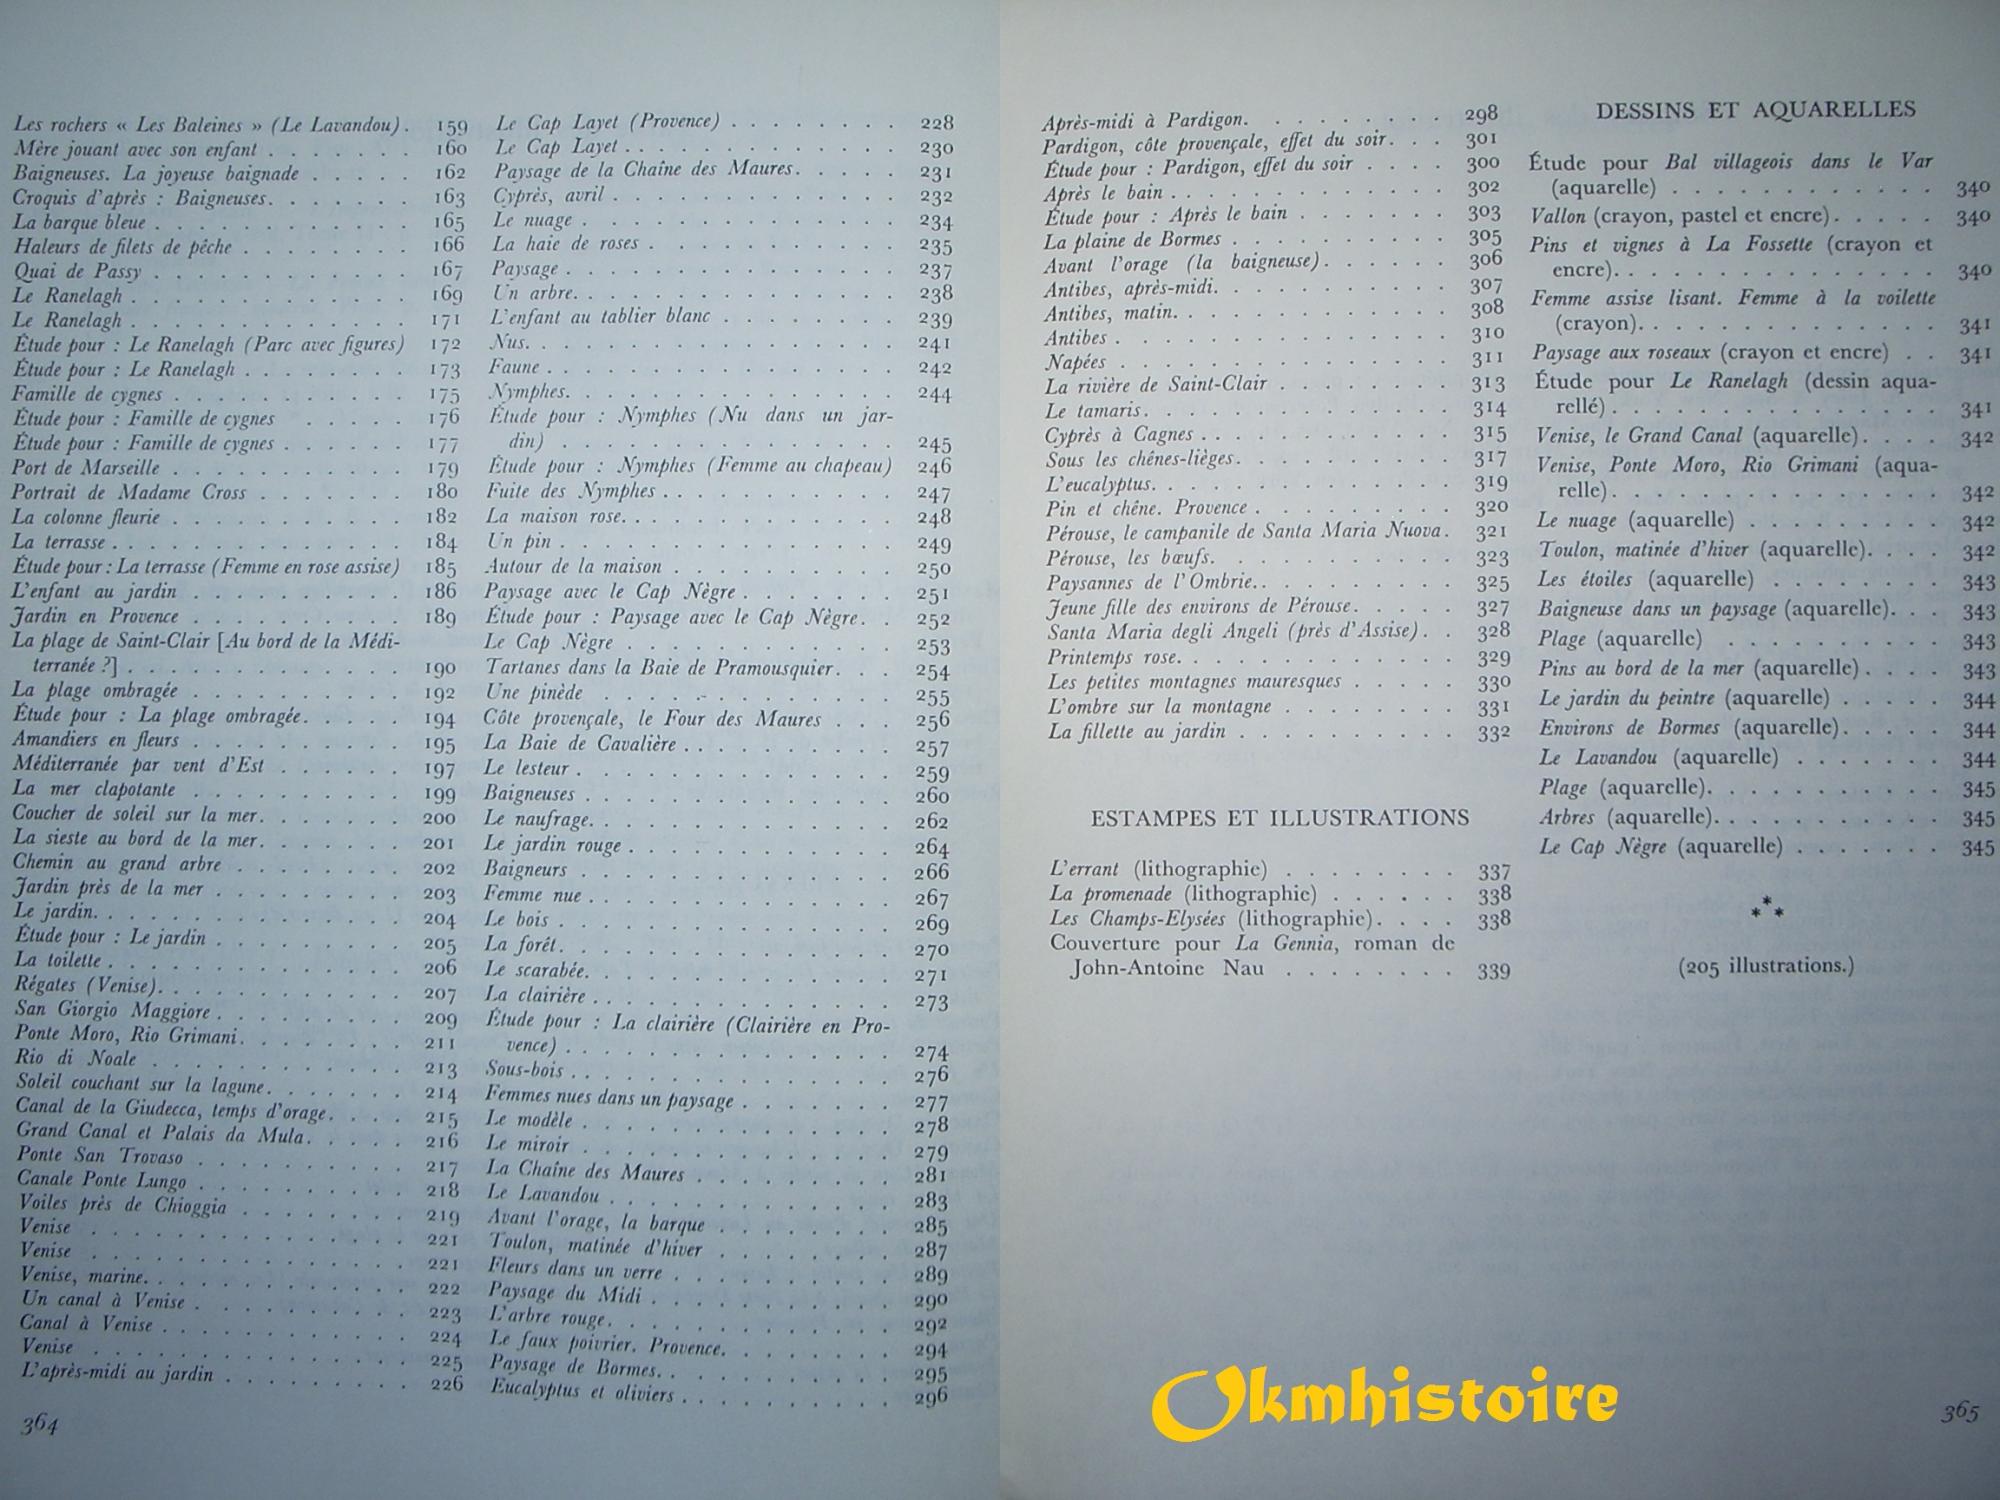 Les rochers « Les Baleines » (Le Lavandou) . 159
Mère jouant avec son enfant . . . . . . . 160
Baigneuses. La joyeuse baignade . . . . . 162
Croquis d'après : Baigneuses. . . . . . . 163
La barque bleue . . . . . . . . . . . . 165
Haleurs de filets de pêche . . . . . . . . 166
Quai de Passy . . . . . . . . . . . . 167
Le Ranelagh . . . . . . . . . . . . . 169
Le Ranelagh . . . . . . . . . . . . . 171
Étude pour : Le Ranelagh (Parc avec figures) 172
Étude pour : Le Ranelagh . . . . . . . . 173
Famille de cygnes . . . . . . . . . . . 175
Étude pour : Famille de cygnes . . . . . 176
Étude pour : Famille de cygnes . . . . . . 177
Port de Marseille . . . . . . . . . . . 179
Portrait de Madame Cross . . . . . . . 180
La colonne fleurie . . . . . . . . . . . 182
La terrasse . . . . . . . . . . . . . . 184
Étude pour : La terrasse (Femme en rose assise) 185
L'enfant au jardin . . . . . . . . . . 186
Jardin en Provence . . . . . . . . . . 189
La plage de Saint-Clair [Au bord de la Médi-
terranée ?] . . . . . . . . . . . . . 190
La plage ombragée . . . . . . . . . . 192
Étude pour : La plage ombragée. . . . . 194
Amandiers en fleurs . . . . . . . . . . 195
Méditerranée par vent d'Est . . . . . . 197
La mer clapotante . . . . . . . . . . 199
Coucher de soleil sur la mer. . . . . . . 200
La sieste au bord de la mer. . . . . . . 201
Chemin au grand arbre . . . . . . . . 202
Jardin près de la mer . . . . . . . . . 203
Le jardin. . . . . . . . . . . . . . 204
Étude pour : Le jardin . . . . . . . . . 205
La toilette . . . . . . . . . . . . . . 206
Régates (Venise). . . . . . . . . . . . 207
San Giorgio Maggiore . . . . . . . . . 209
Ponte Moro, Rio Grimani. . . . . . . . 211
Rio di Noale . . . . . . . . . . . . 213
Soleil couchant sur la lagune. . . . . . . 214
Canal de la Giudecca, temps d'orage. . . . 215
Grand Canal et Palais da Mula. . . . . 216
Ponte San Trovaso . . . . . . . . . . 217
Canale Ponte Lungo . . . . . . . . . . 218
Voiles près de Chioggia . . . . . . . . 219
Venise . . . . . . . . . . . . . . 221
Venise . . . . . . . . . . . . . . 221
Venise, marine. . . . . . . . . . . . 222
Un canal à Venise . . . . . . . . . . 223
Canal à Venise . . . . . . . . . . . . 224
Venise . . . . . . . . . . . . . . 225
L'après-midi au jardin . . . . . . . . . 226
364
Le Cap Layet (Provence) . . . . . . . . 228
Le Cap Layet . . . . . . . . . . . . . 230
Paysage de la Chaîne des Maures. . . . . 231
Cyprès, avril . . . . . . . . . . . . . 232
Le nuage . . . . . . . . . . . . . . 234
La haie de roses . . . . . . . . . . . 235
Paysage . . . . . . . . . . . . . . . 237
Un arbre. . . . . . . . . . . . . . . 238
L'enfant au tablier blanc . . . . . . . . 239
Nus. . . . . . . . . . . . . . . . . 241
Faune . . . . . . . . . . . . . . . . 242
Nymphes. . . . . . . . . . . . . . . 244
Étude pour : Nymphes (Nu dans un jar-
din) . . . . . . . . . . . . . . . 245
Étude pour : Nymphes (Femme au chapeau) 246
Fuite des Nymphes . . . . . . . . . . . 247
La maison rose. . . . . . . . . . . . . 248
Un pin . . . . . . . . . . . . . . . 249
Autour de la maison . . . . . . . . . . 250
Paysage avec le Cap Nègre . . . . . . . 251
Étude pour : Paysage avec le Cap Nègre. . 252
Le Cap Nègre . . . . . . . . . . . . 253
Tartanes dans la Baie de Pramousquier. . . 254
Une pinède . . . . . . . . . . . . . 255
Côte provençale, le Four des Maures . . . 256
La Baie de Cavalière . . . . . . . . . . 257
Le lesteur . . . . . . . . . . . . . . 259
Baigneuses . . . . . . . . . . . . . . 260
Le naufrage. . . . . . . . . . . . . . 262
Le jardin rouge . . . . . . . . . . . . 264
Baigneurs . . . . . . . . . . . . . . 266
Femme nue . . . . . . . . . . . . . . 267
Le bois . . . . . . . . . . . . . . . 269
La forêt. . . . . . . . . . . . . . . 270
Le scarabée. . . . . . . . . . . . . . 271
La clairière . . . . . . . . . . . . . . 273
Étude pour : La clairière (Clairière en Pro-
vence) . . . . . . . . . . . . . . . 274
Sous-bois . . . . . . . . . . . . . . 276
Femmes nues dans un paysage . . . . . . . 277
Le modèle . . . . . . . . . . . . . . 278
Le miroir . . . . . . . . . . . . . . 279
La Chaîne des Maures . . . . . . . . . 281
Le Lavandou . . . . . . . . . . . . . 283
Avant l'orage, la barque . . . . . . . . 285
Toulon, matinée d'hiver . . . . . . . . 287
Fleurs dans un verre . . . . . . . . . . 289
Paysage du Midi . . . . . . . . . . . 290
L'arbre rouge. . . . . . . . . . . . . 292
Le faux poivrier. Provence. . . . . . . . 294
Paysage de Bormes. . . . . . . . . . . 295
Eucalyptus et oliviers . . . . . . . . . . 296
Après-midi à Pardigon. . . . . . . . . 298
Pardigon, côte provençale, effet du soir. . . 301
Étude pour : Pardigon, effet du soir . . . . 300
Après le bain . . . . . . . . . . . . . 302
Étude pour : Après le bain . . . . . . . 303
La plaine de Bormes . . . . . . . . . . 305
Avant l'orage (la baigneuse). . . . . . . 306
Antibes, après-midi. . . . . . . . . . . 307
Antibes, matin. . . . . . . . . . . . . 308
Antibes . . . . . . . . . . . . . . . 310
Napées . . . . . . . . . . . . . . . 311
La rivière de Saint-Clair . . . . . . . . 313
Le tamaris. . . . . . . . . . . . . . 314
Cyprès à Cagnes . . . . . . . . . . . . 315
Sous les chênes-lièges. . . . . . . . . . 317
L'eucalyptus. . . . . . . . . . . . . . 319
Pin et chêne. Provence . . . . . . . . . 320
Pérouse, le campanile de Santa Maria Nuova. 321
Pérouse, les bœufs. . . . . . . . . . . 323
Paysannes de l'Ombrie. . . . . . . . . . 325
Jeune fille des environs de Pérouse. . . . . 327
Santa Maria degli Angeli (près d'Assise). . . 328
Printemps rose. . . . . . . . . . . . . 329
Les petites montagnes mauresques . . . . . 330
L'ombre sur la montagne . . . . . . . . 331
La fillette au jardin . . . . . . . . . . 332
ESTAMPES ET ILLUSTRATIONS
L'errant (lithographie) . . . . . . . . 337
La promenade (lithographie) . . . . . . 338
Les Champs-Elysées (lithographie). . . . 338
Couverture pour La Gennia, roman de
John-Antoine Nau . . . . . . . . 339
DESSINS ET AQUARELLES
Étude pour Bal villageois dans le Var
(aquarelle) . . . . . . . . . . . . 340
Vallon (crayon, pastel et encre). . . . . 340
Pins et vignes à La Fossette (crayon et
encre). . . . . . . . . . . . . . . 340
Femme assise lisant. Femme à la voilette
(crayon). . . . . . . . . . . . . . 341
Paysage aux roseaux (crayon et encre) . . 341
Étude pour Le Ranelagh (dessin aqua-
rellé) . . . . . . . . . . . . . . . 341
Venise, le Grand Canal (aquarelle). . . . 342
Venise, Ponte Moro, Rio Grimani (aqua-
relle). . . . . . . . . . . . . . . 342
Le nuage (aquarelle) . . . . . . . . . 342
Toulon, matinée d'hiver (aquarelle). . . . 342
Les étoiles (aquarelle) . . . . . . . . 343
Baigneuse dans un paysage (aquarelle). . . 343
Plage (aquarelle) . . . . . . . . . . 343
Pins au bord de la mer (aquarelle) . . . . 343
Le jardin du peintre (aquarelle) . . . . . 344
Environs de Bormes (aquarelle). . . . . 344
Le Lavandou (aquarelle) . . . . . . . 344
Plage (aquarelle). . . . . . . . . . . 345
Arbres (aquarelle). . . . . . . . . . . 345
Le Cap Nègre (aquarelle) . . . . . . . 345
* * *
(205 illustrations.)
Okmhistoire
365